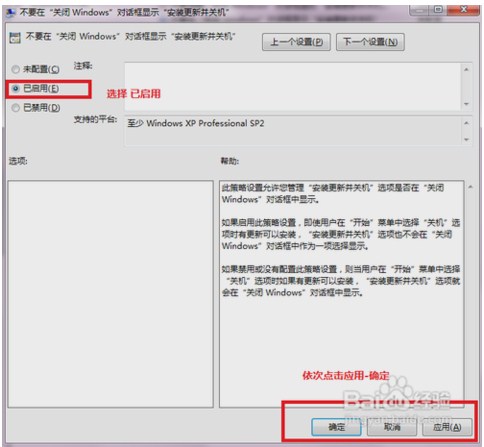 不要在“关闭 Windows”对话框显示“安装更新并关机”
不要在“关闭 Windows”对话框显示“安装更新并关机”
上一个设置(P)
下一个设置(N)
未配置(C)
注释:
已启用(E)
选择 已启用
已禁用(D)
支持的平台:
至少 Windows XP Professional SP2
选项:
帮助:
此策略设置允许您管理“安装更新并关机”选项是否在“关闭
Windows”对话框中显示。
如果启用此策略设置，即使用户在“开始”菜单中选择“关机”选
项时有更新可以安装，“安装更新并关机”选项也不会在“关闭
Windows”对话框中作为一项选择显示。
如果禁用或没有配置此策略设置，则当用户在“开始”菜单中选择
“关机”选项时如果有更新可以安装，“安装更新并关机”选项就
会在“关闭 Windows”对话框中显示。
依次点击应用-确定
Baidu 经验
jingyan.baidu.com
确定
取消
应用(A)